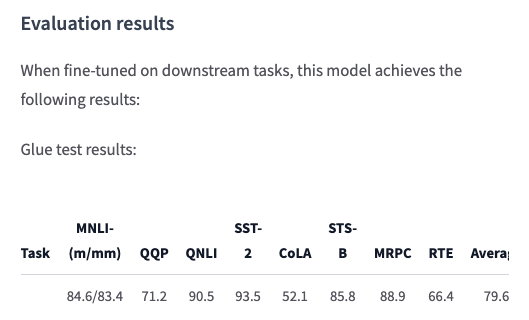 Evaluation results
When fine-tuned on downstream tasks, this model achieves the
following results:
Glue test results:
MNLI- SST- STS-
Task (m/mm) QQP QNLI 2 CoLA B MRPC RTE
84.6/83.4 71.2 90.5 93.5 52.1 85.8 88.9 66.4 79.6